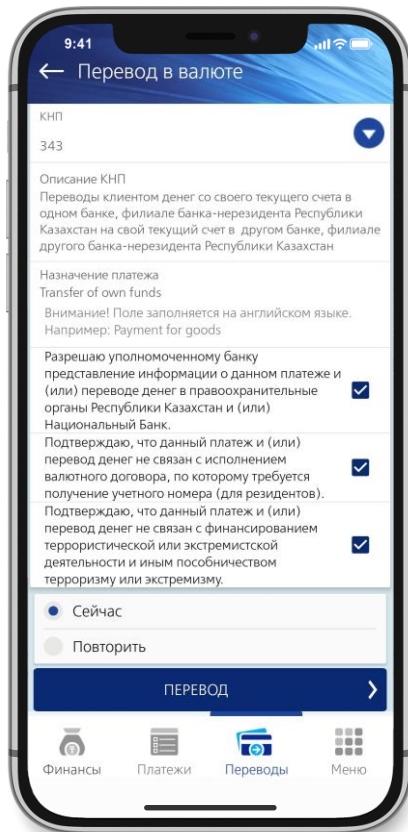 9:41
← Перевод в валюте
КНП
343
Описание КНП
Переводы клиентом денег со своего текущего счета в
одном банке, филиале банка-нерезидента Республики
Казахстан на свой текущий счет в другом банке, филиале
другого банка-нерезидента Республики Казахстан
Назначение платежа
Transfer of own funds
Внимание! Поле заполняется на английском языке.
Например: Payment for goods
Разрешаю уполномоченному банку
представление информации о данном платеже и
(или) переводе денег в правоохранительные
органы Республики Казахстан и (или)
Национальный Банк.
Подтверждаю, что данный платеж и (или)
перевод денег не связан с исполнением
валютного договора, по которому требуется
получение учетного номера (для резидентов).
Подтверждаю, что данный платеж и (или)
перевод денег не связан с финансированием
террористической или экстремистской
деятельности и иным пособничеством
терроризму или экстремизму.
Сейчас
Повторить
ПЕРЕВОД
Финансы Платежи Переводы Меню